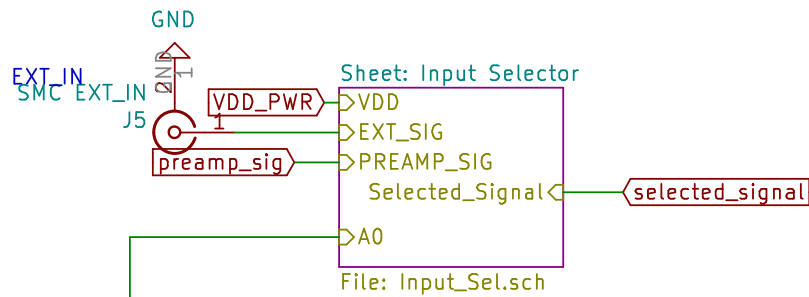 GND
GND
1
2
EXT_IN
SMC EXT_IN
J5
1
Sheet: Input Selector
VDD_PWR
VDD
EXT_SIG
preamp_sig
PREAMP_SIG
Selected_Signal
selected_signal
A0
File: Input_Sel.sch